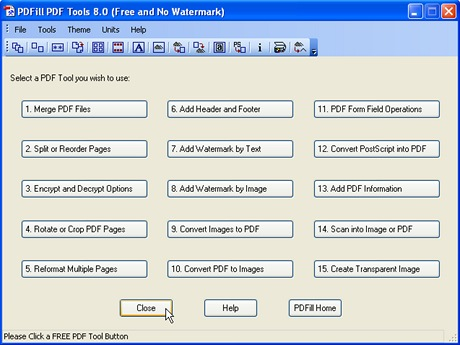 PDFill PDF Tools 8.0 (Free and No Watermark)
File Tools Theme Units Help
Select a PDF Tool you wish to use:
1. Merge PDF Files
2. Split or Reorder Pages
3. Encrypt and Decrypt Options
4. Rotate or Crop PDF Pages
5. Reformat Multiple Pages
6. Add Header and Footer
7. Add Watermark by Text
8. Add Watermark by Image
9. Convert Images to PDF
10. Convert PDF to Images
11. PDF Form Field Operations
12. Convert PostScript into PDF
13. Add PDF Information
14. Scan into Image or PDF
15. Create Transparent Image
Close Help PDFill Home
Please Click a FREE PDF Tool Button